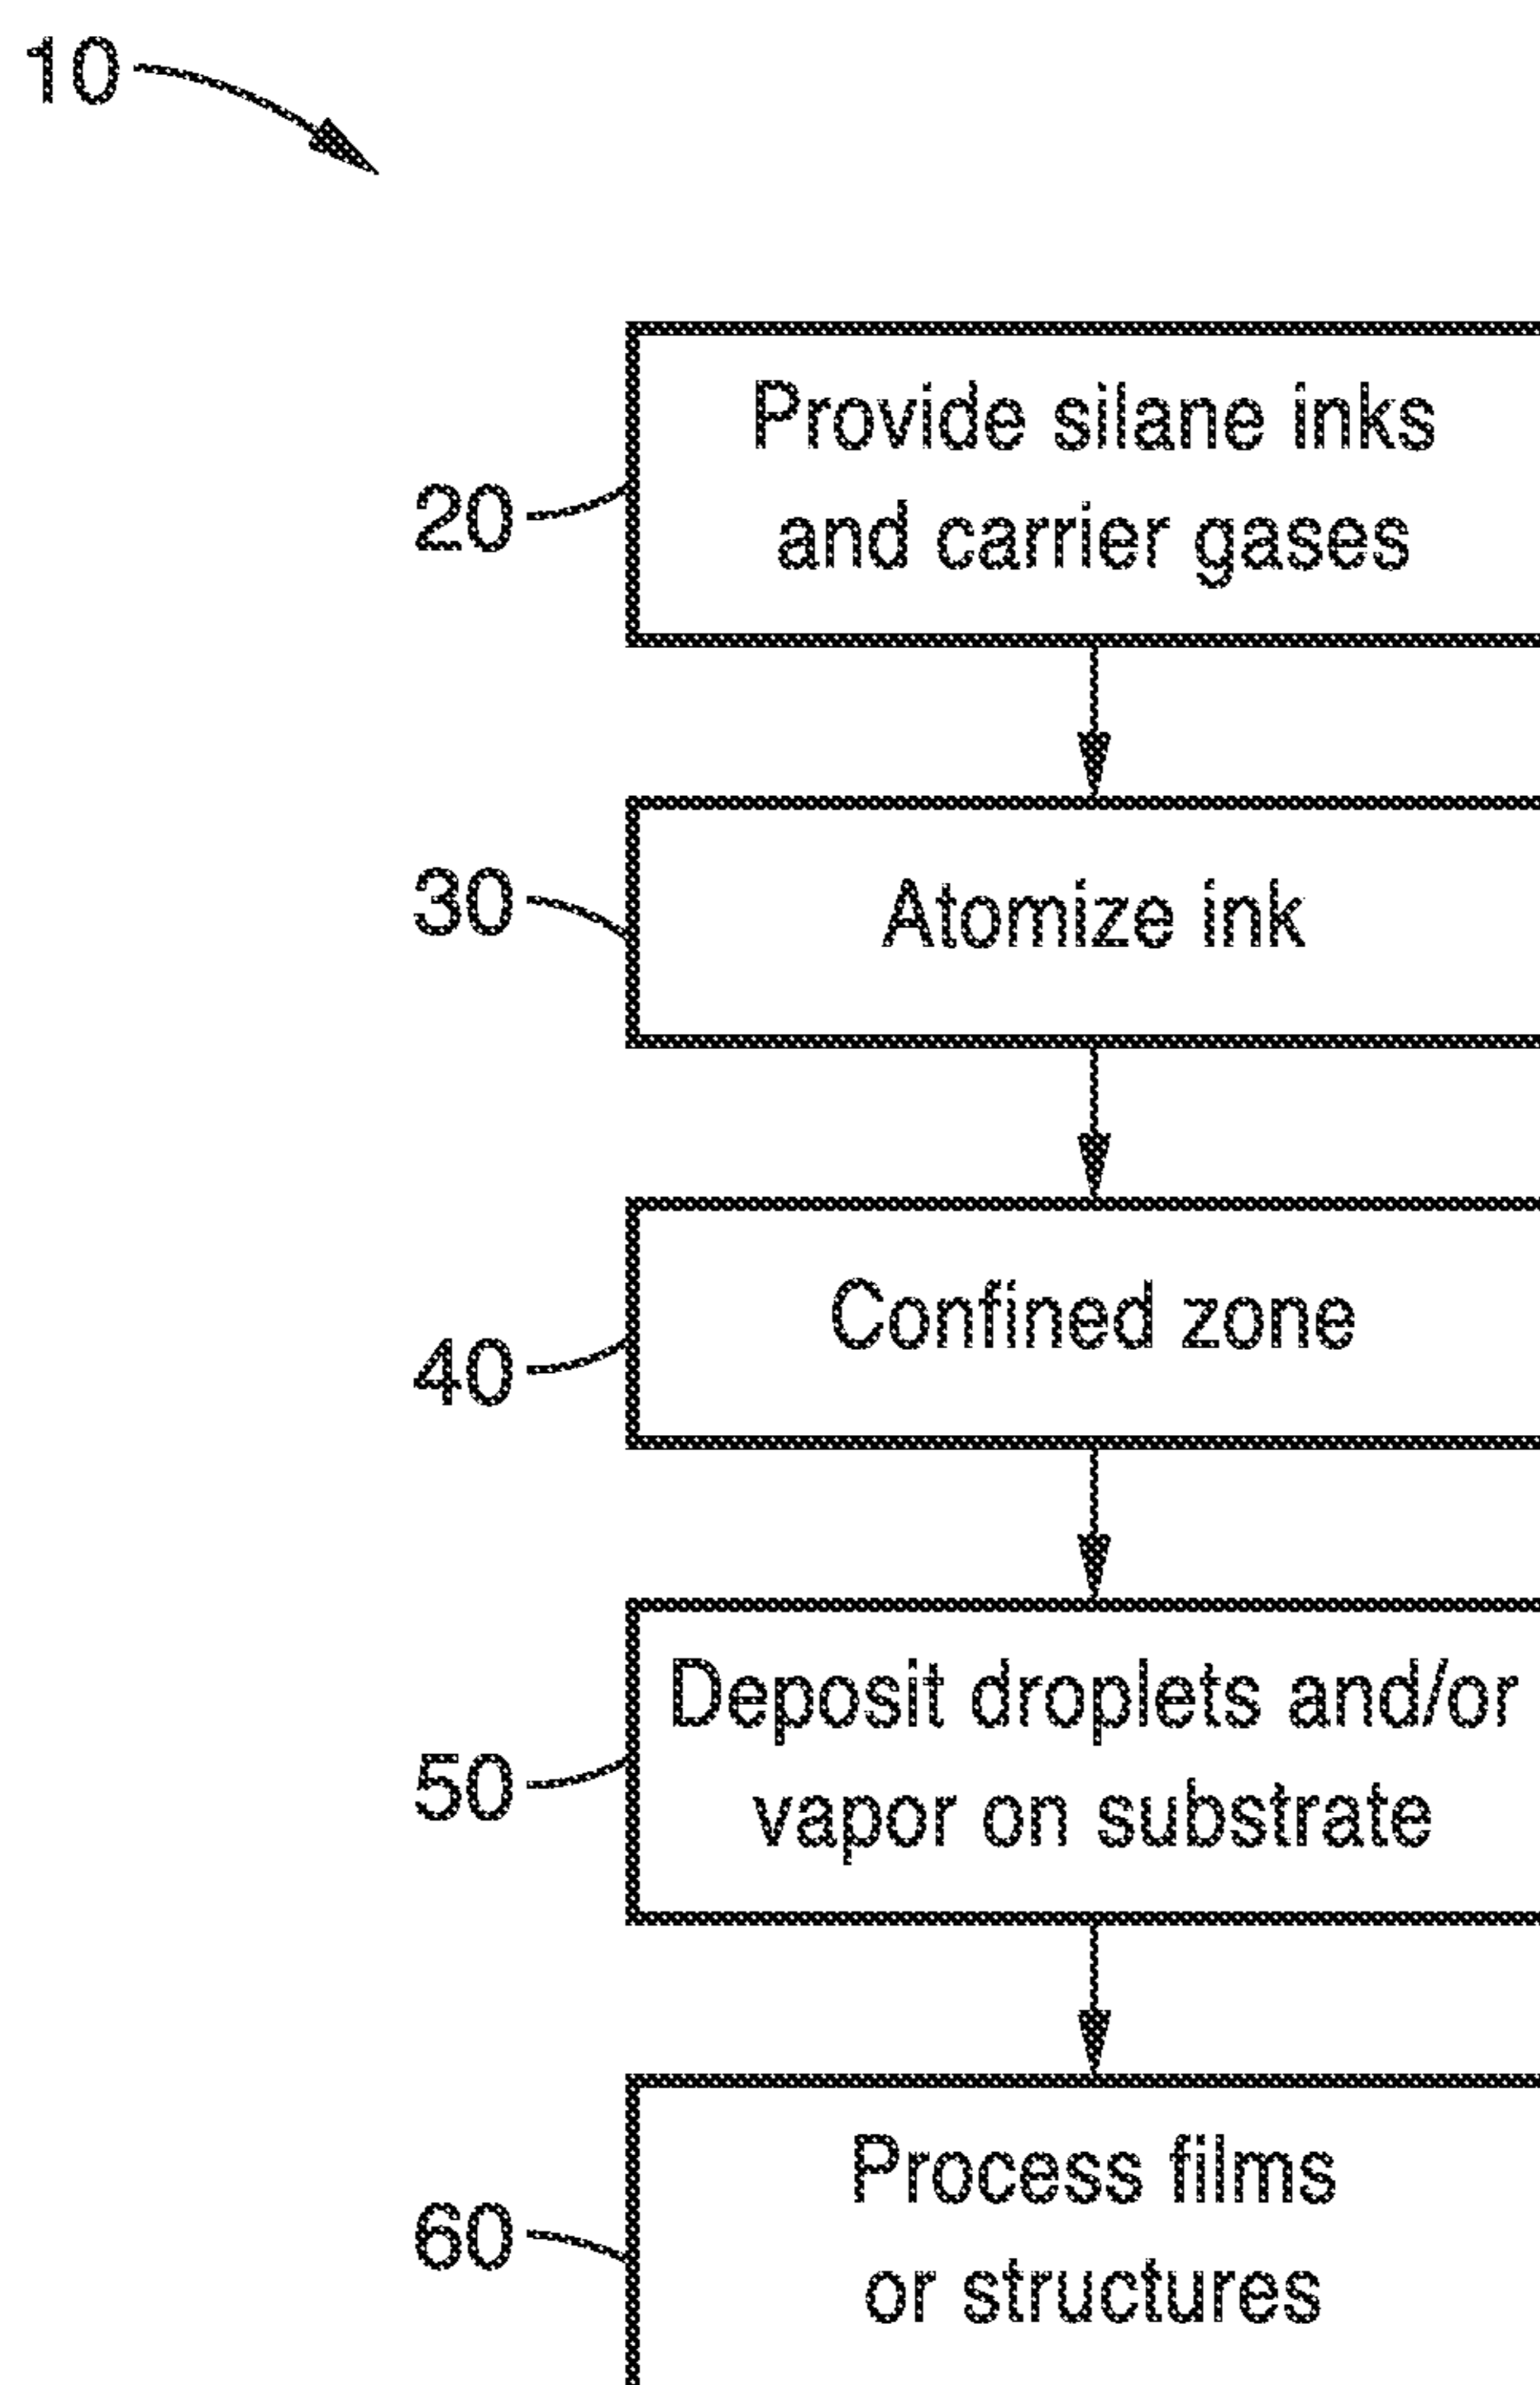 10
Provide silane inks
and carrier gases
20
Atomize ink
30
Confined zone
40
Deposit droplets and/or
vapor on substrate
50
Process films
or structures
60